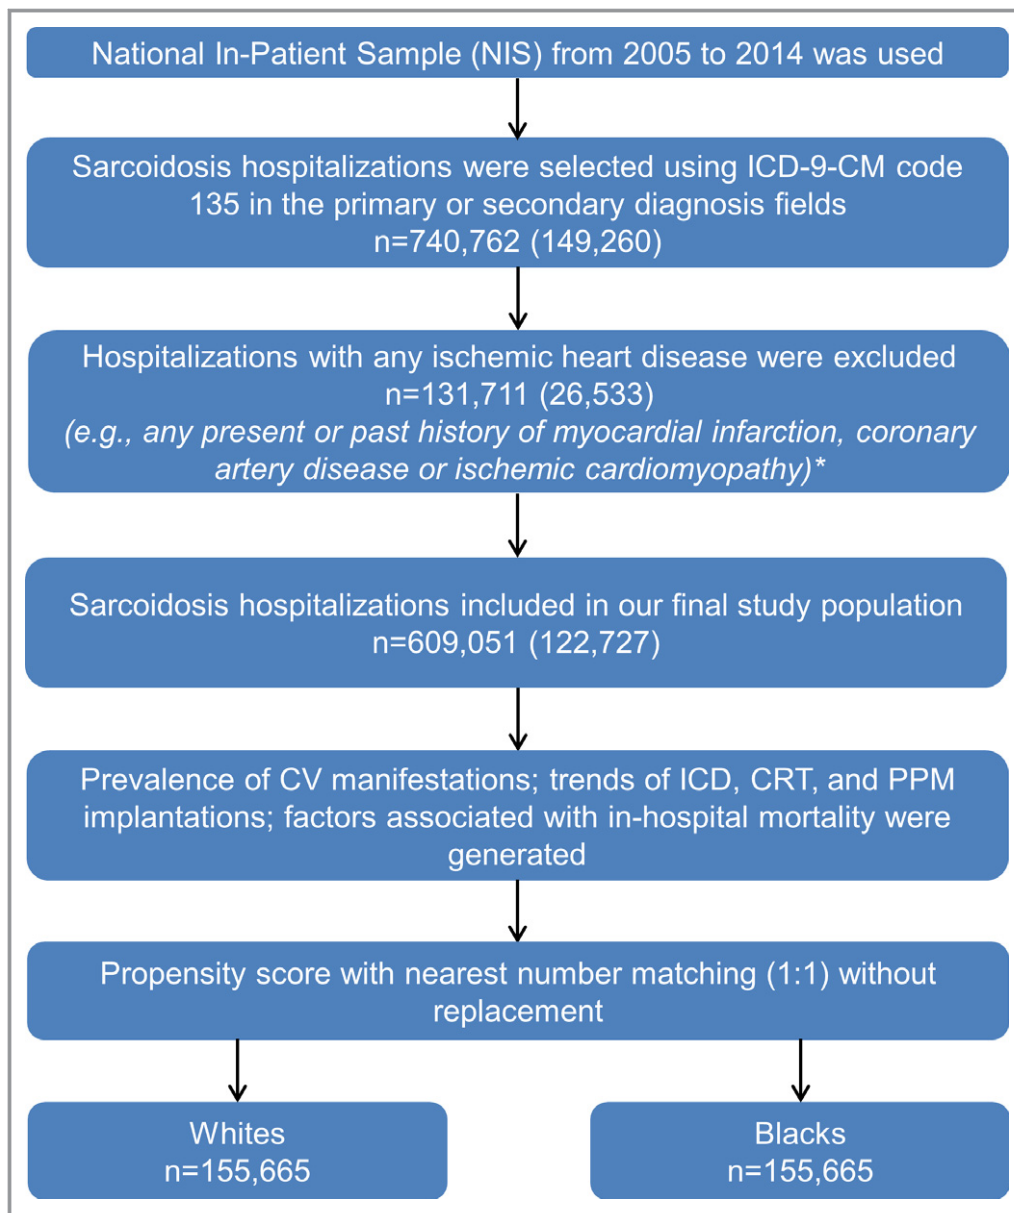 National In-Patient Sample (NIS) from 2005 to 2014 was used
Sarcoidosis hospitalizations were selected using ICD-9-CM code
135 in the primary or secondary diagnosis fields
n=740,762 (149,260)
Hospitalizations with any ischemic heart disease were excluded
n=131,711 (26,533)
(e.g., any present or past history of myocardial infarction, coronary
artery disease or ischemic cardiomyopathy)*
Sarcoidosis hospitalizations included in our final study population
n=609,051 (122,727)
Prevalence of CV manifestations; trends of ICD, CRT, and PPM
implantations; factors associated with in-hospital mortality were
generated
Propensity score with nearest number matching (1:1) without
replacement
Whites
n=155,665
Blacks
n=155,665